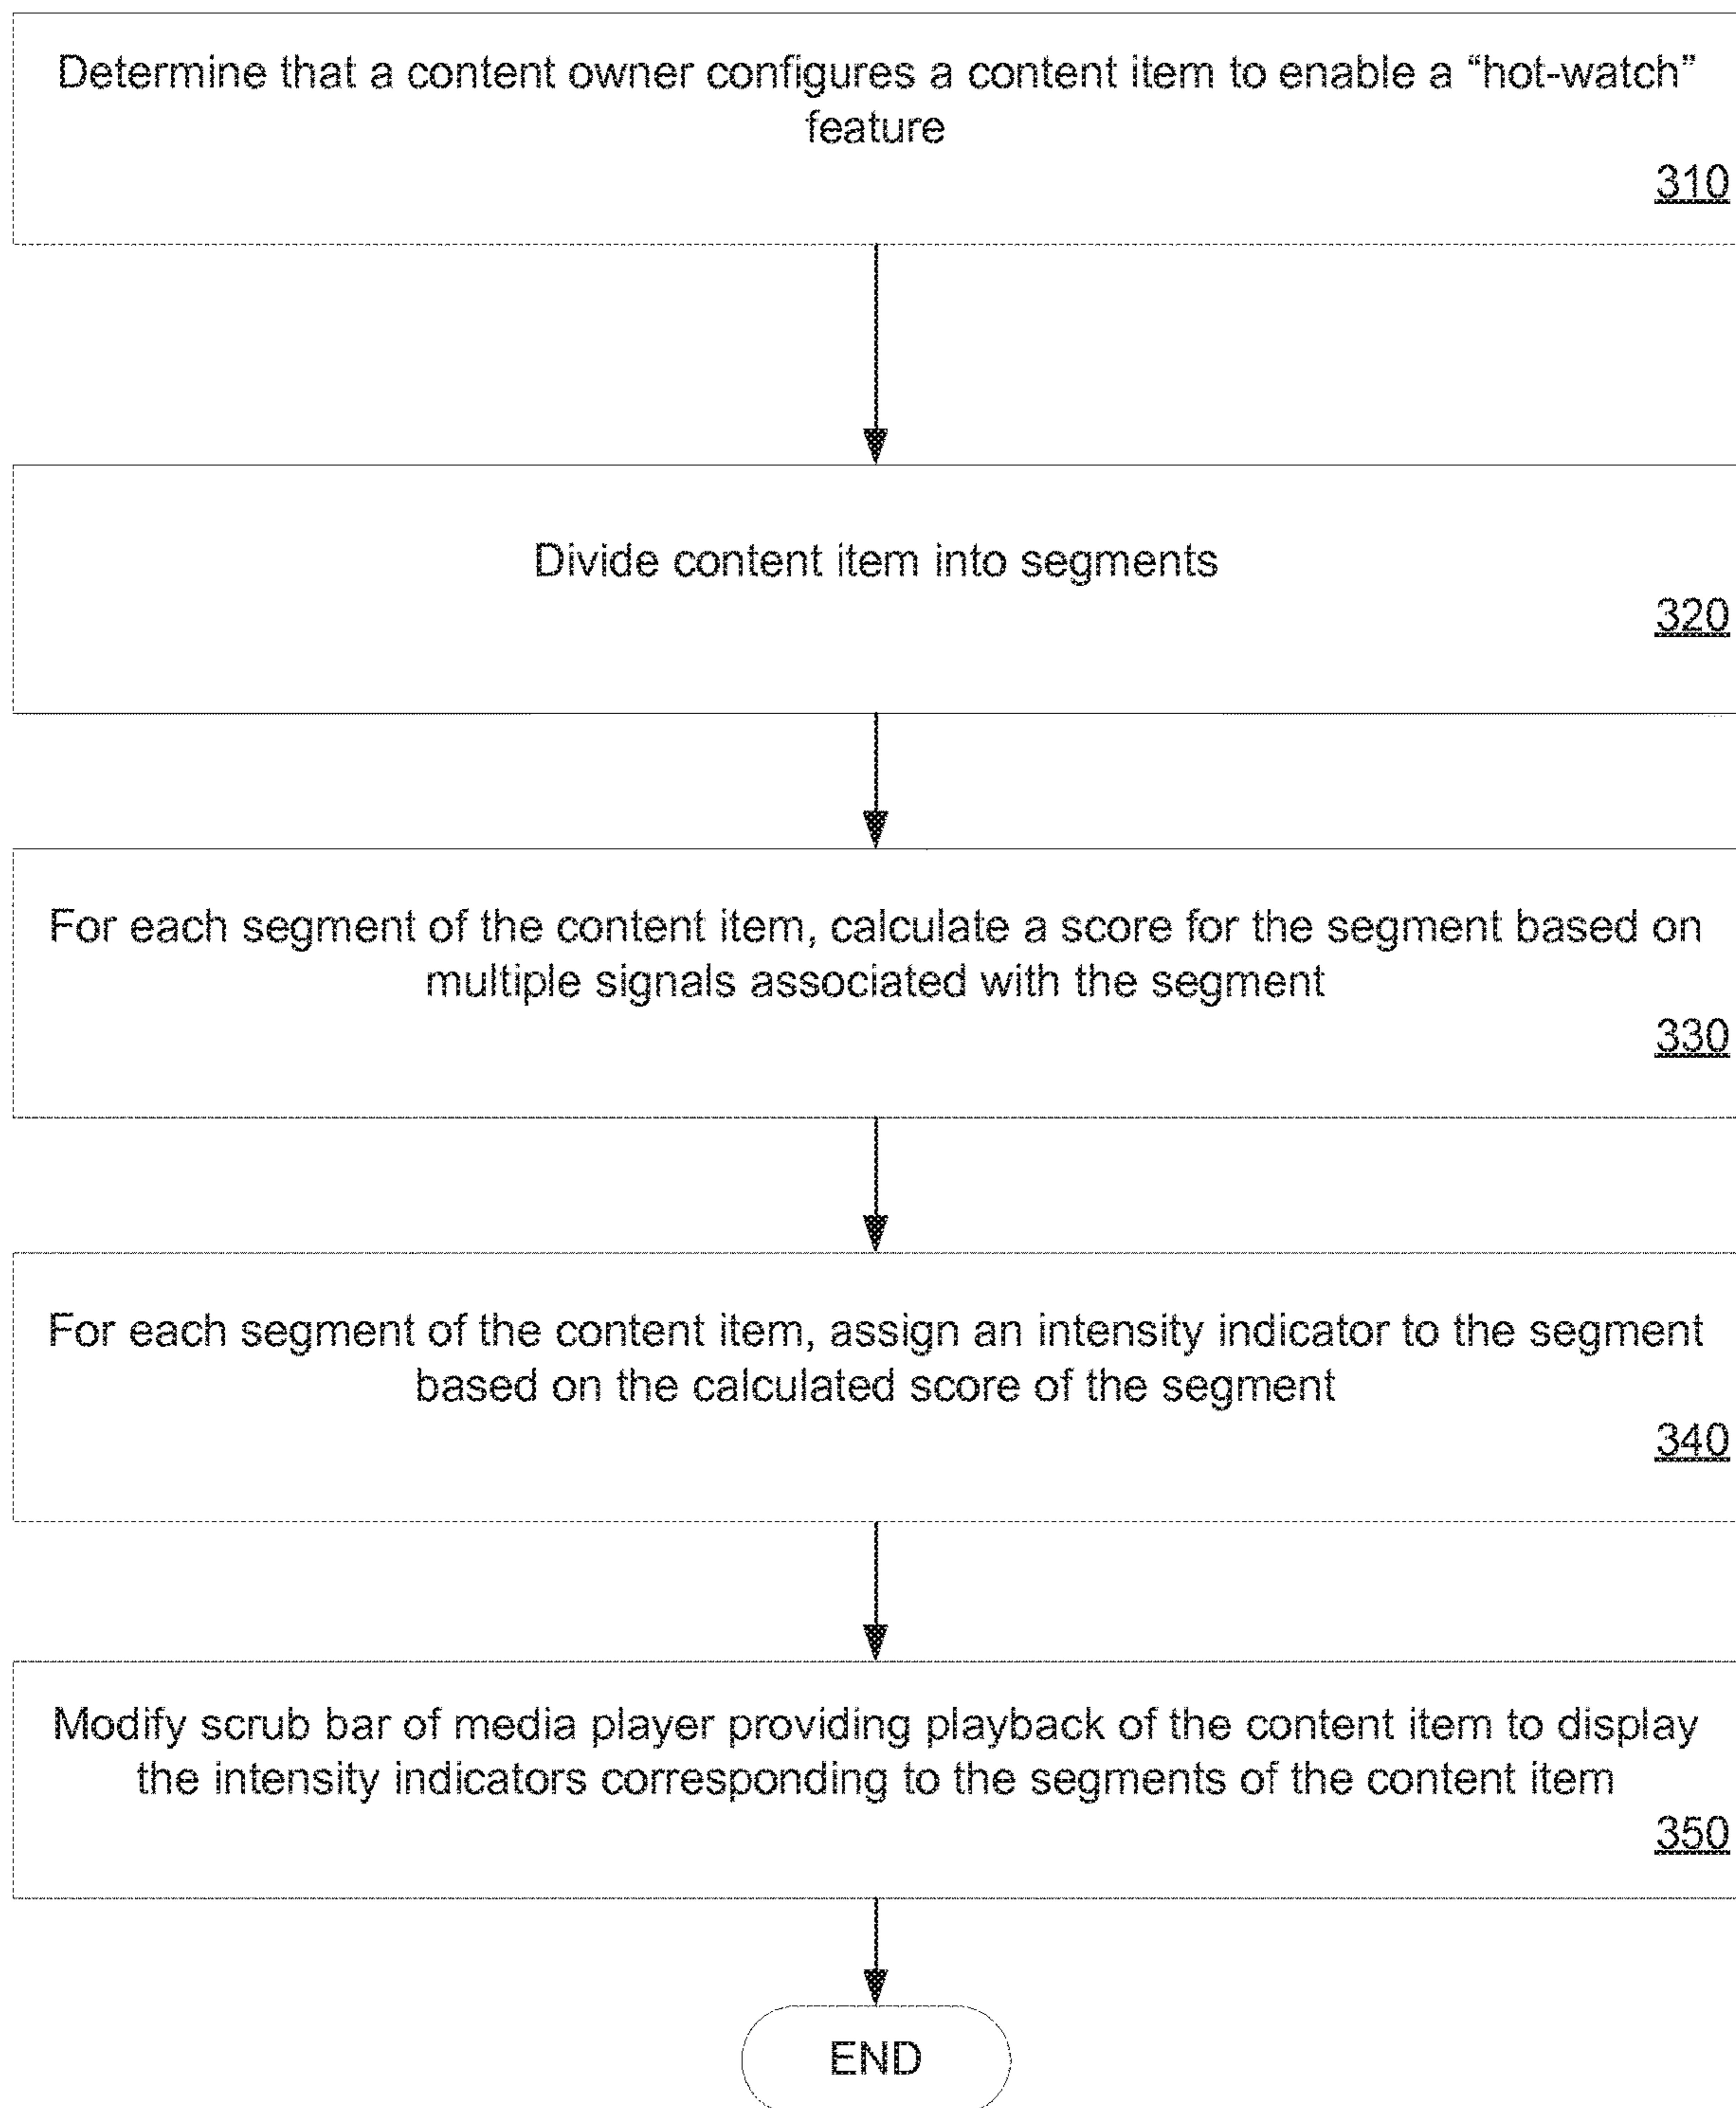 Determine that a content owner configures a content item to enable a “hot-watch”
feature
310
Divide content item into segments
320
For each segment of the content item, calculate a score for the segment based on
multiple signals associated with the segment
330
For each segment of the content item, assign an intensity indicator to the segment
based on the calculated score of the segment
340
Modify scrub bar of media player providing playback of the content item to display
the intensity indicators corresponding to the segments of the content item
350
END